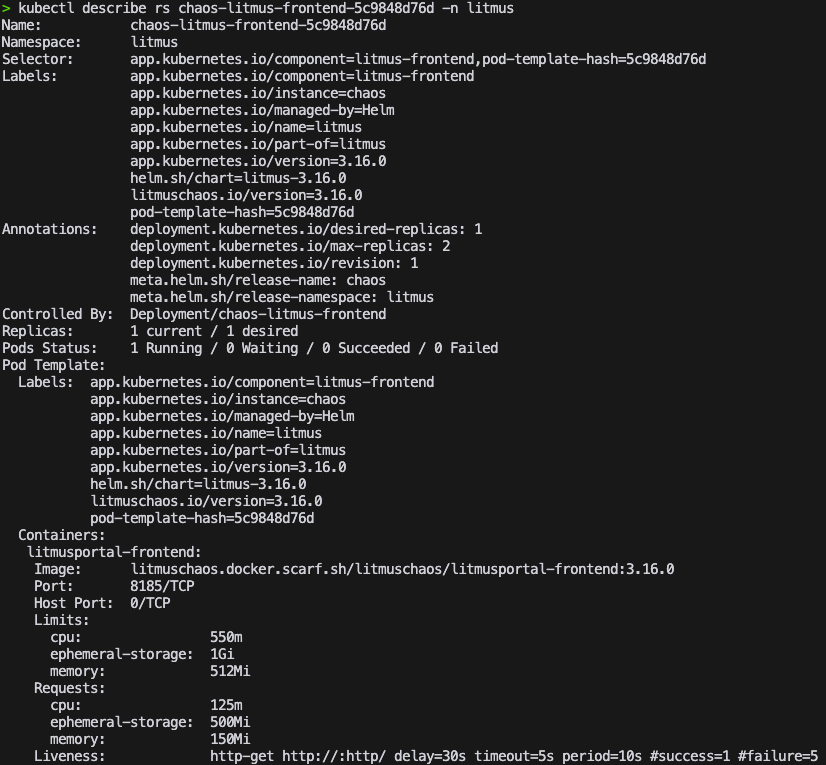 > kubectl describe rs chaos-litmus-frontend-5c9848d76d -n litmus
Name:           chaos-litmus-frontend-5c9848d76d
Namespace:      litmus
Selector:       app.kubernetes.io/component=litmus-frontend,pod-template-hash=5c9848d76d
Labels:         app.kubernetes.io/component=litmus-frontend
                app.kubernetes.io/instance=chaos
                app.kubernetes.io/managed-by=Helm
                app.kubernetes.io/name=litmus
                app.kubernetes.io/part-of=litmus
                app.kubernetes.io/version=3.16.0
                helm.sh/chart=litmus-3.16.0
                litmuschaos.io/version=3.16.0
                pod-template-hash=5c9848d76d
Annotations:    deployment.kubernetes.io/desired-replicas: 1
                deployment.kubernetes.io/max-replicas: 2
                deployment.kubernetes.io/revision: 1
                meta.helm.sh/release-name: chaos
                meta.helm.sh/release-namespace: litmus
Controlled By:  Deployment/chaos-litmus-frontend
Replicas:       1 current / 1 desired
Pods Status:    1 Running / 0 Waiting / 0 Succeeded / 0 Failed
Pod Template:
  Labels:  app.kubernetes.io/component=litmus-frontend
           app.kubernetes.io/instance=chaos
           app.kubernetes.io/managed-by=Helm
           app.kubernetes.io/name=litmus
           app.kubernetes.io/part-of=litmus
           app.kubernetes.io/version=3.16.0
           helm.sh/chart=litmus-3.16.0
           litmuschaos.io/version=3.16.0
           pod-template-hash=5c9848d76d
  Containers:
   litmusportal-frontend:
    Image:      litmuschaos.docker.scarf.sh/litmuschaos/litmusportal-frontend:3.16.0
    Port:       8185/TCP
    Host Port:  0/TCP
    Limits:
      cpu:                550m
      ephemeral-storage:  1Gi
      memory:             512Mi
    Requests:
      cpu:                125m
      ephemeral-storage:  500Mi
      memory:             150Mi
    Liveness:             http-get http://:http/ delay=30s timeout=5s period=10s #success=1 #failure=5